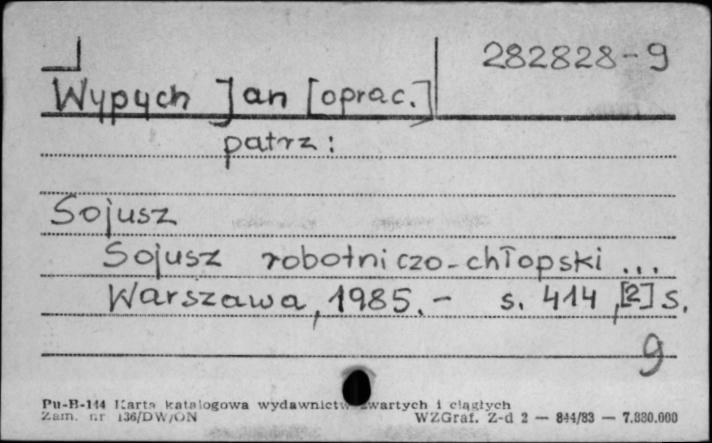 282828-9
Wypych Jan [oprac.]
patrz:
Sojusz
Sojusz robotniczo-chłopski ...
Warszawa, 1985. - s. 414, [2] s.
9
Pu-B-144 Karta katalogowa wydawnictw zwartych i ciągłych
Zam. nr 136/DW/ON WZGraf. Z-d 2 — 844/83 — 7.880.000